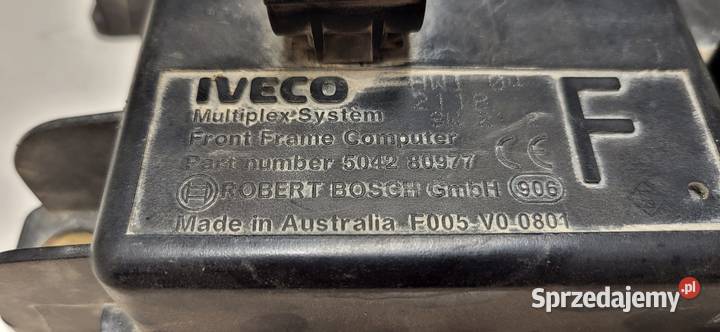 IVECO
Multiplex System
Front Frame Computer
Part number 5042 80977
CE
F
BOSCH ROBERT BOSCH GmbH 906
Made in Australia F005-V0-0801
Sprzedajemy.pl